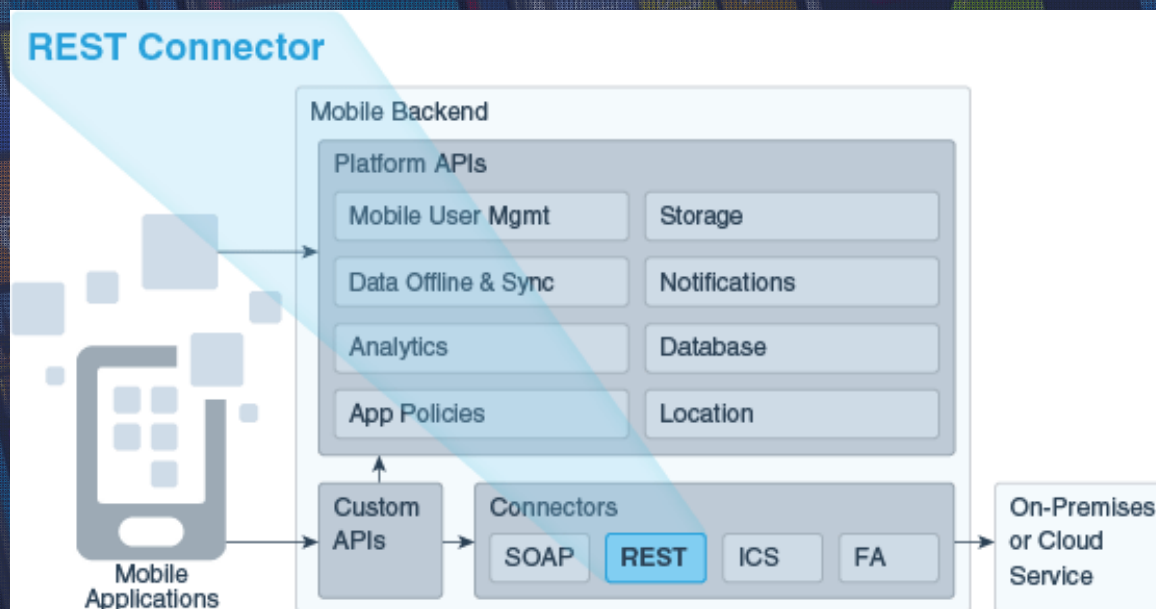 REST Connector
Mobile Backend
Platform APIs
Mobile User Mgmt
Storage
Data Offline & Sync
Notifications
Analytics
Database
App Policies
Location
Custom
APIs
Connectors
SOAP
REST
ICS
FA
On-Premises
or Cloud
Service
Mobile
Applications